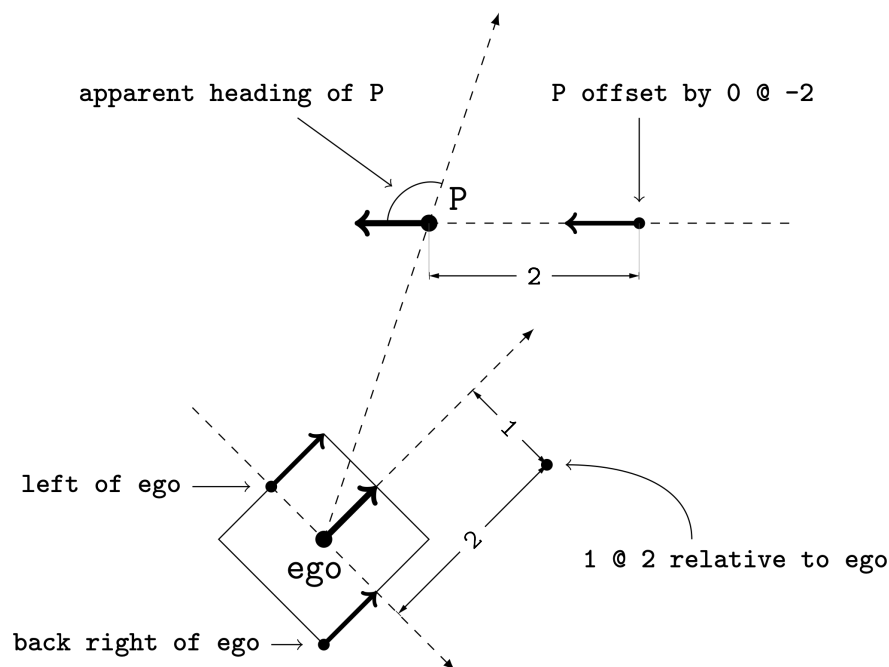 apparent heading of P
P offset by 0 @ -2
P
2
1
left of ego
2
ego
1 @ 2 relative to ego
back right of ego